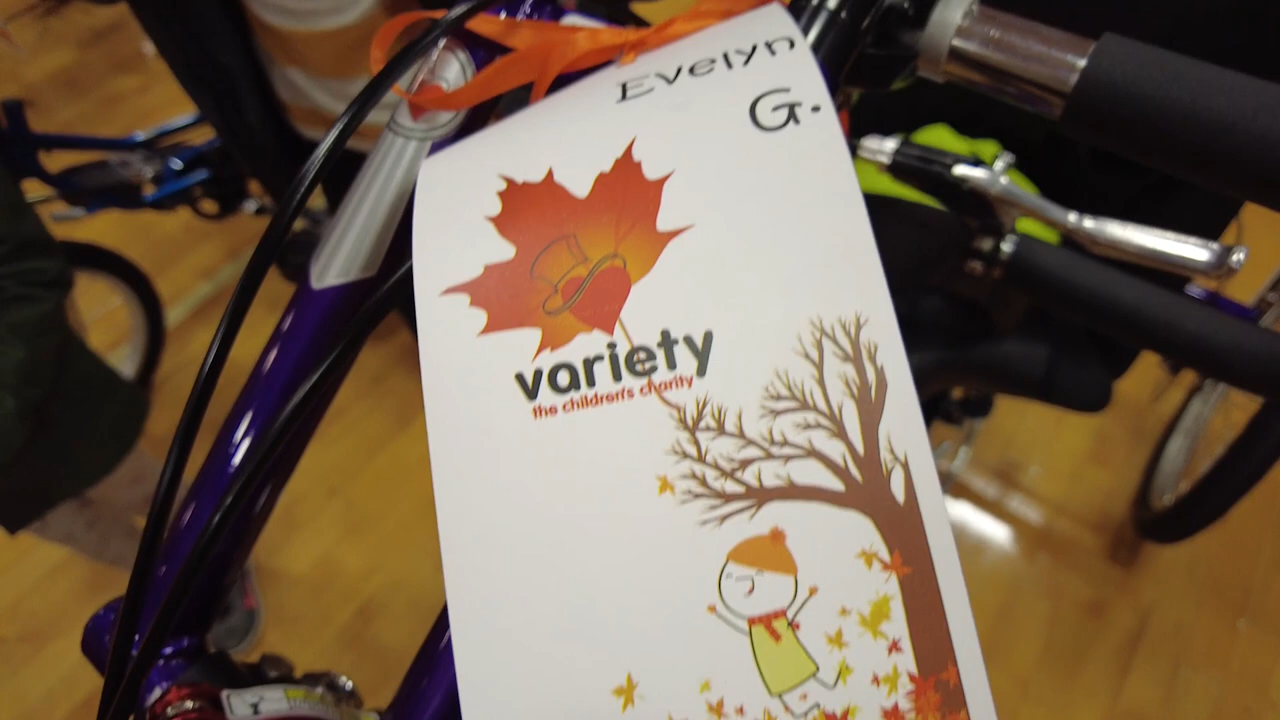 Evelyn
G.
variety
the children's charity